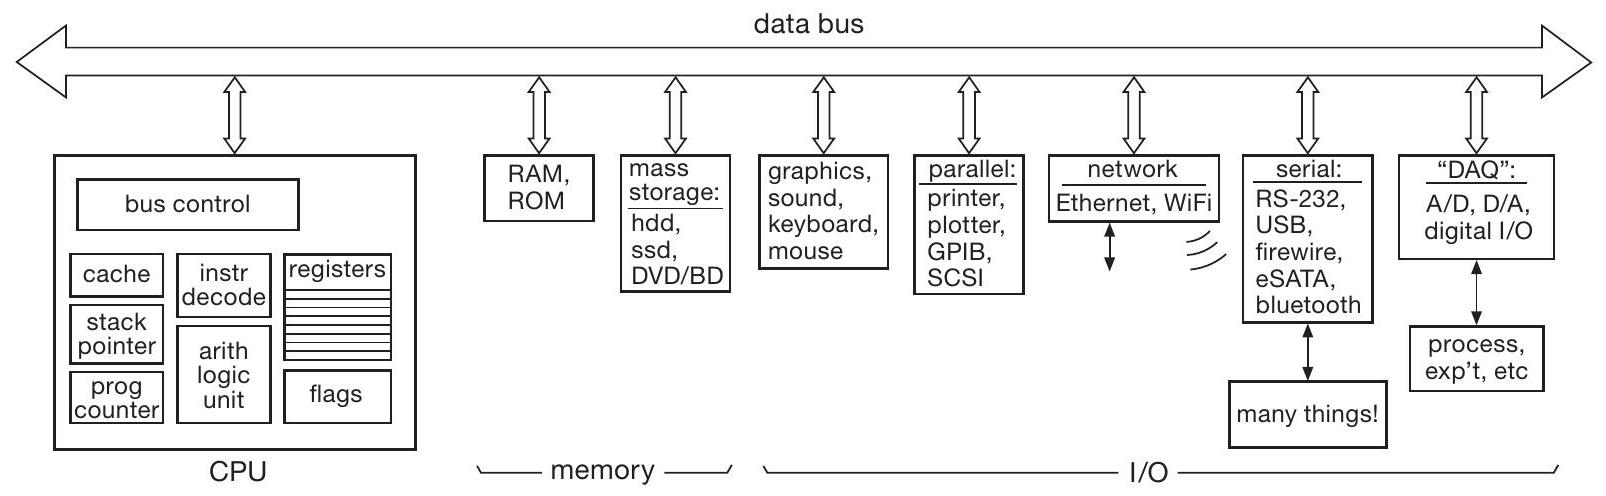 data bus
bus control
cache
stack
pointer
prog
counter
instr
decode
arith
logic
unit
registers
flags
CPU
RAM,
ROM
mass
storage:
hdd,
ssd,
DVD/BD
memory
graphics,
sound,
keyboard,
mouse
parallel:
printer,
plotter,
GPIB,
SCSI
network
Ethernet, WiFi
serial:
RS-232,
USB,
firewire,
eSATA,
bluetooth
many things!
“DAQ”:
A/D, D/A,
digital I/O
process,
exp’t, etc
I/O